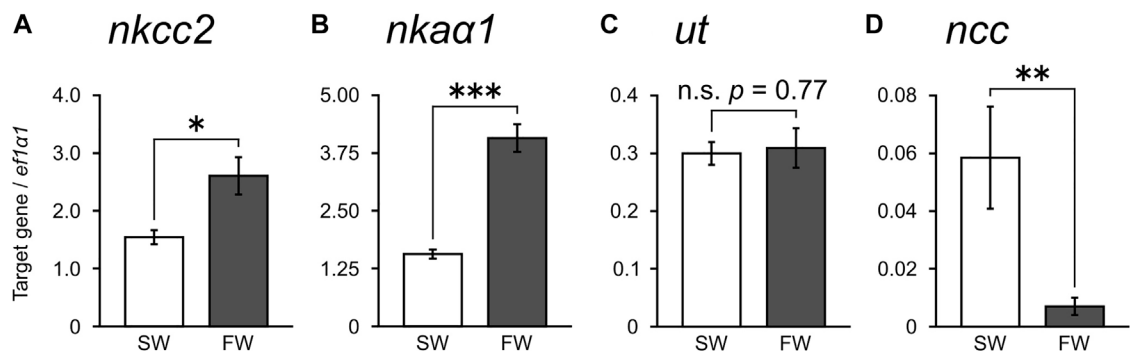 A nkcc2
B nkaα1
C ut
D ncc
Target gene / ef1α1
4.0
3.0
2.0
1.0
0
*
SW FW
5.00
3.75
2.50
1.25
0
***
SW FW
0.4
0.3
0.2
0.1
0
n.s. p = 0.77
SW FW
0.08
0.06
0.04
0.02
0
**
SW FW